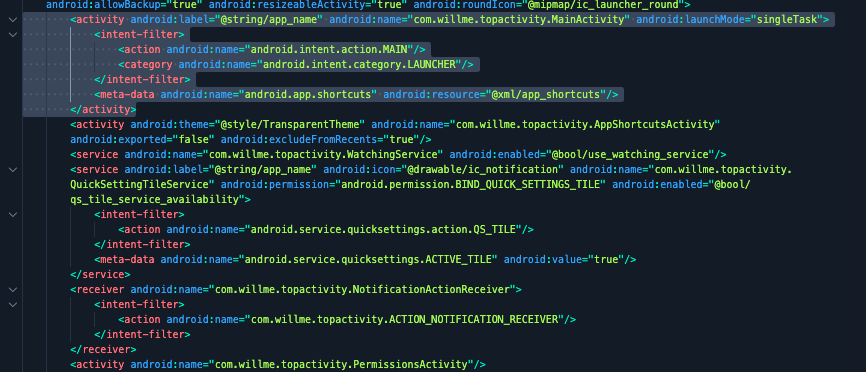 android:allowBackup="true" android:resizeableActivity="true" android:roundIcon="@mipmap/ic_launcher_round">
<activity android:label="@string/app_name" android:name="com.willme.topactivity.MainActivity" android:launchMode="singleTask">
<intent-filter>
<action android:name="android.intent.action.MAIN"/>
<category android:name="android.intent.category.LAUNCHER"/>
</intent-filter>
<meta-data android:name="android.app.shortcuts" android:resource="@xml/app_shortcuts"/>
</activity>
<activity android:theme="@style/TransparentTheme" android:name="com.willme.topactivity.AppShortcutsActivity"
android:exported="false" android:excludeFromRecents="true"/>
<service android:name="com.willme.topactivity.WatchingService" android:enabled="@bool/use_watching_service"/>
<service android:label="@string/app_name" android:icon="@drawable/ic_notification" android:name="com.willme.topactivity.
QuickSettingTileService" android:permission="android.permission.BIND_QUICK_SETTINGS_TILE" android:enabled="@bool/
qs_tile_service_availability">
<intent-filter>
<action android:name="android.service.quicksettings.action.QS_TILE"/>
</intent-filter>
<meta-data android:name="android.service.quicksettings.ACTIVE_TILE" android:value="true"/>
</service>
<receiver android:name="com.willme.topactivity.NotificationActionReceiver">
<intent-filter>
<action android:name="com.willme.topactivity.ACTION_NOTIFICATION_RECEIVER"/>
</intent-filter>
</receiver>
<activity android:name="com.willme.topactivity.PermissionsActivity"/>